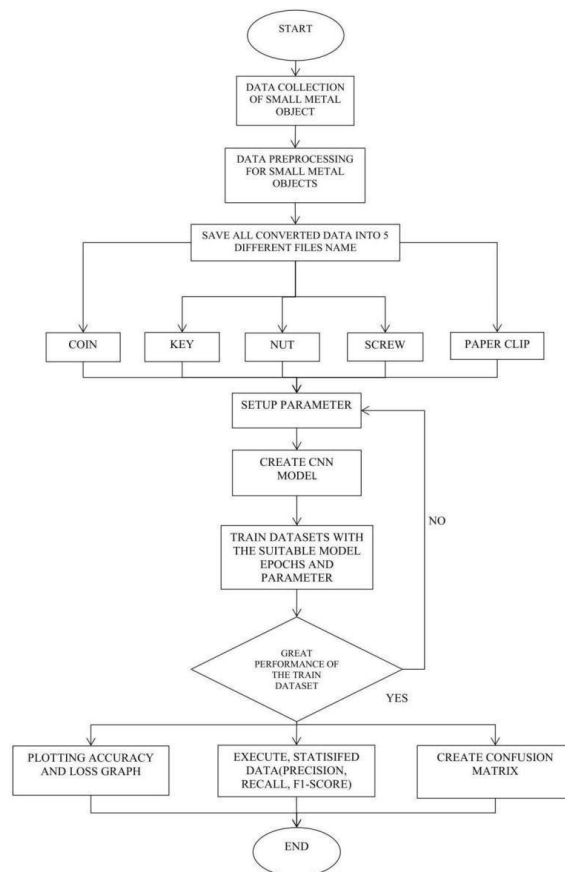 START
DATA COLLECTION
OF SMALL METAL
OBJECT
DATA PREPROCESSING
FOR SMALL METAL
OBJECTS
SAVE ALL CONVERTED DATA INTO 5
DIFFERENT FILES NAME
COIN
KEY
NUT
SCREW
PAPER CLIP
SETUP PARAMETER
CREATE CNN
MODEL
NO
TRAIN DATASETS WITH
THE SUITABLE MODEL
EPOCHS AND
PARAMETER
GREAT
PERFORMANCE OF
THE TRAIN
DATASET
YES
PLOTTING ACCURACY
AND LOSS GRAPH
EXECUTE, STATISIFED
DATA(PRECISION,
RECALL, F1-SCORE)
CREATE CONFUSION
MATRIX
END